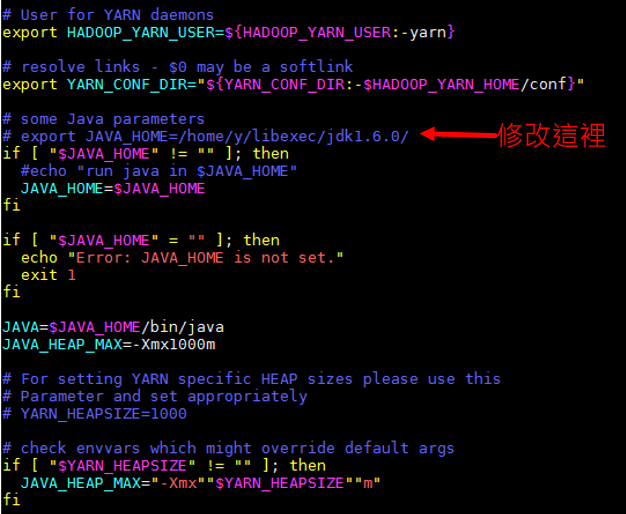 # User for YARN daemons
export HADOOP_YARN_USER=${HADOOP_YARN_USER:-yarn}
# resolve links - $0 may be a softlink
export YARN_CONF_DIR="${YARN_CONF_DIR:-$HADOOP_YARN_HOME/conf}"
# some Java parameters
# export JAVA_HOME=/home/y/libexec/jdk1.6.0/ 修改這裡
if [ "$JAVA_HOME" != "" ]; then
  #echo "run java in $JAVA_HOME"
  JAVA_HOME=$JAVA_HOME
fi
if [ "$JAVA_HOME" = "" ]; then
  echo "Error: JAVA_HOME is not set."
  exit 1
fi
JAVA=$JAVA_HOME/bin/java
JAVA_HEAP_MAX=-Xmx1000m
# For setting YARN specific HEAP sizes please use this
# Parameter and set appropriately
# YARN_HEAPSIZE=1000
# check envvars which might override default args
if [ "$YARN_HEAPSIZE" != "" ]; then
  JAVA_HEAP_MAX="-Xmx""$YARN_HEAPSIZE""m"
fi